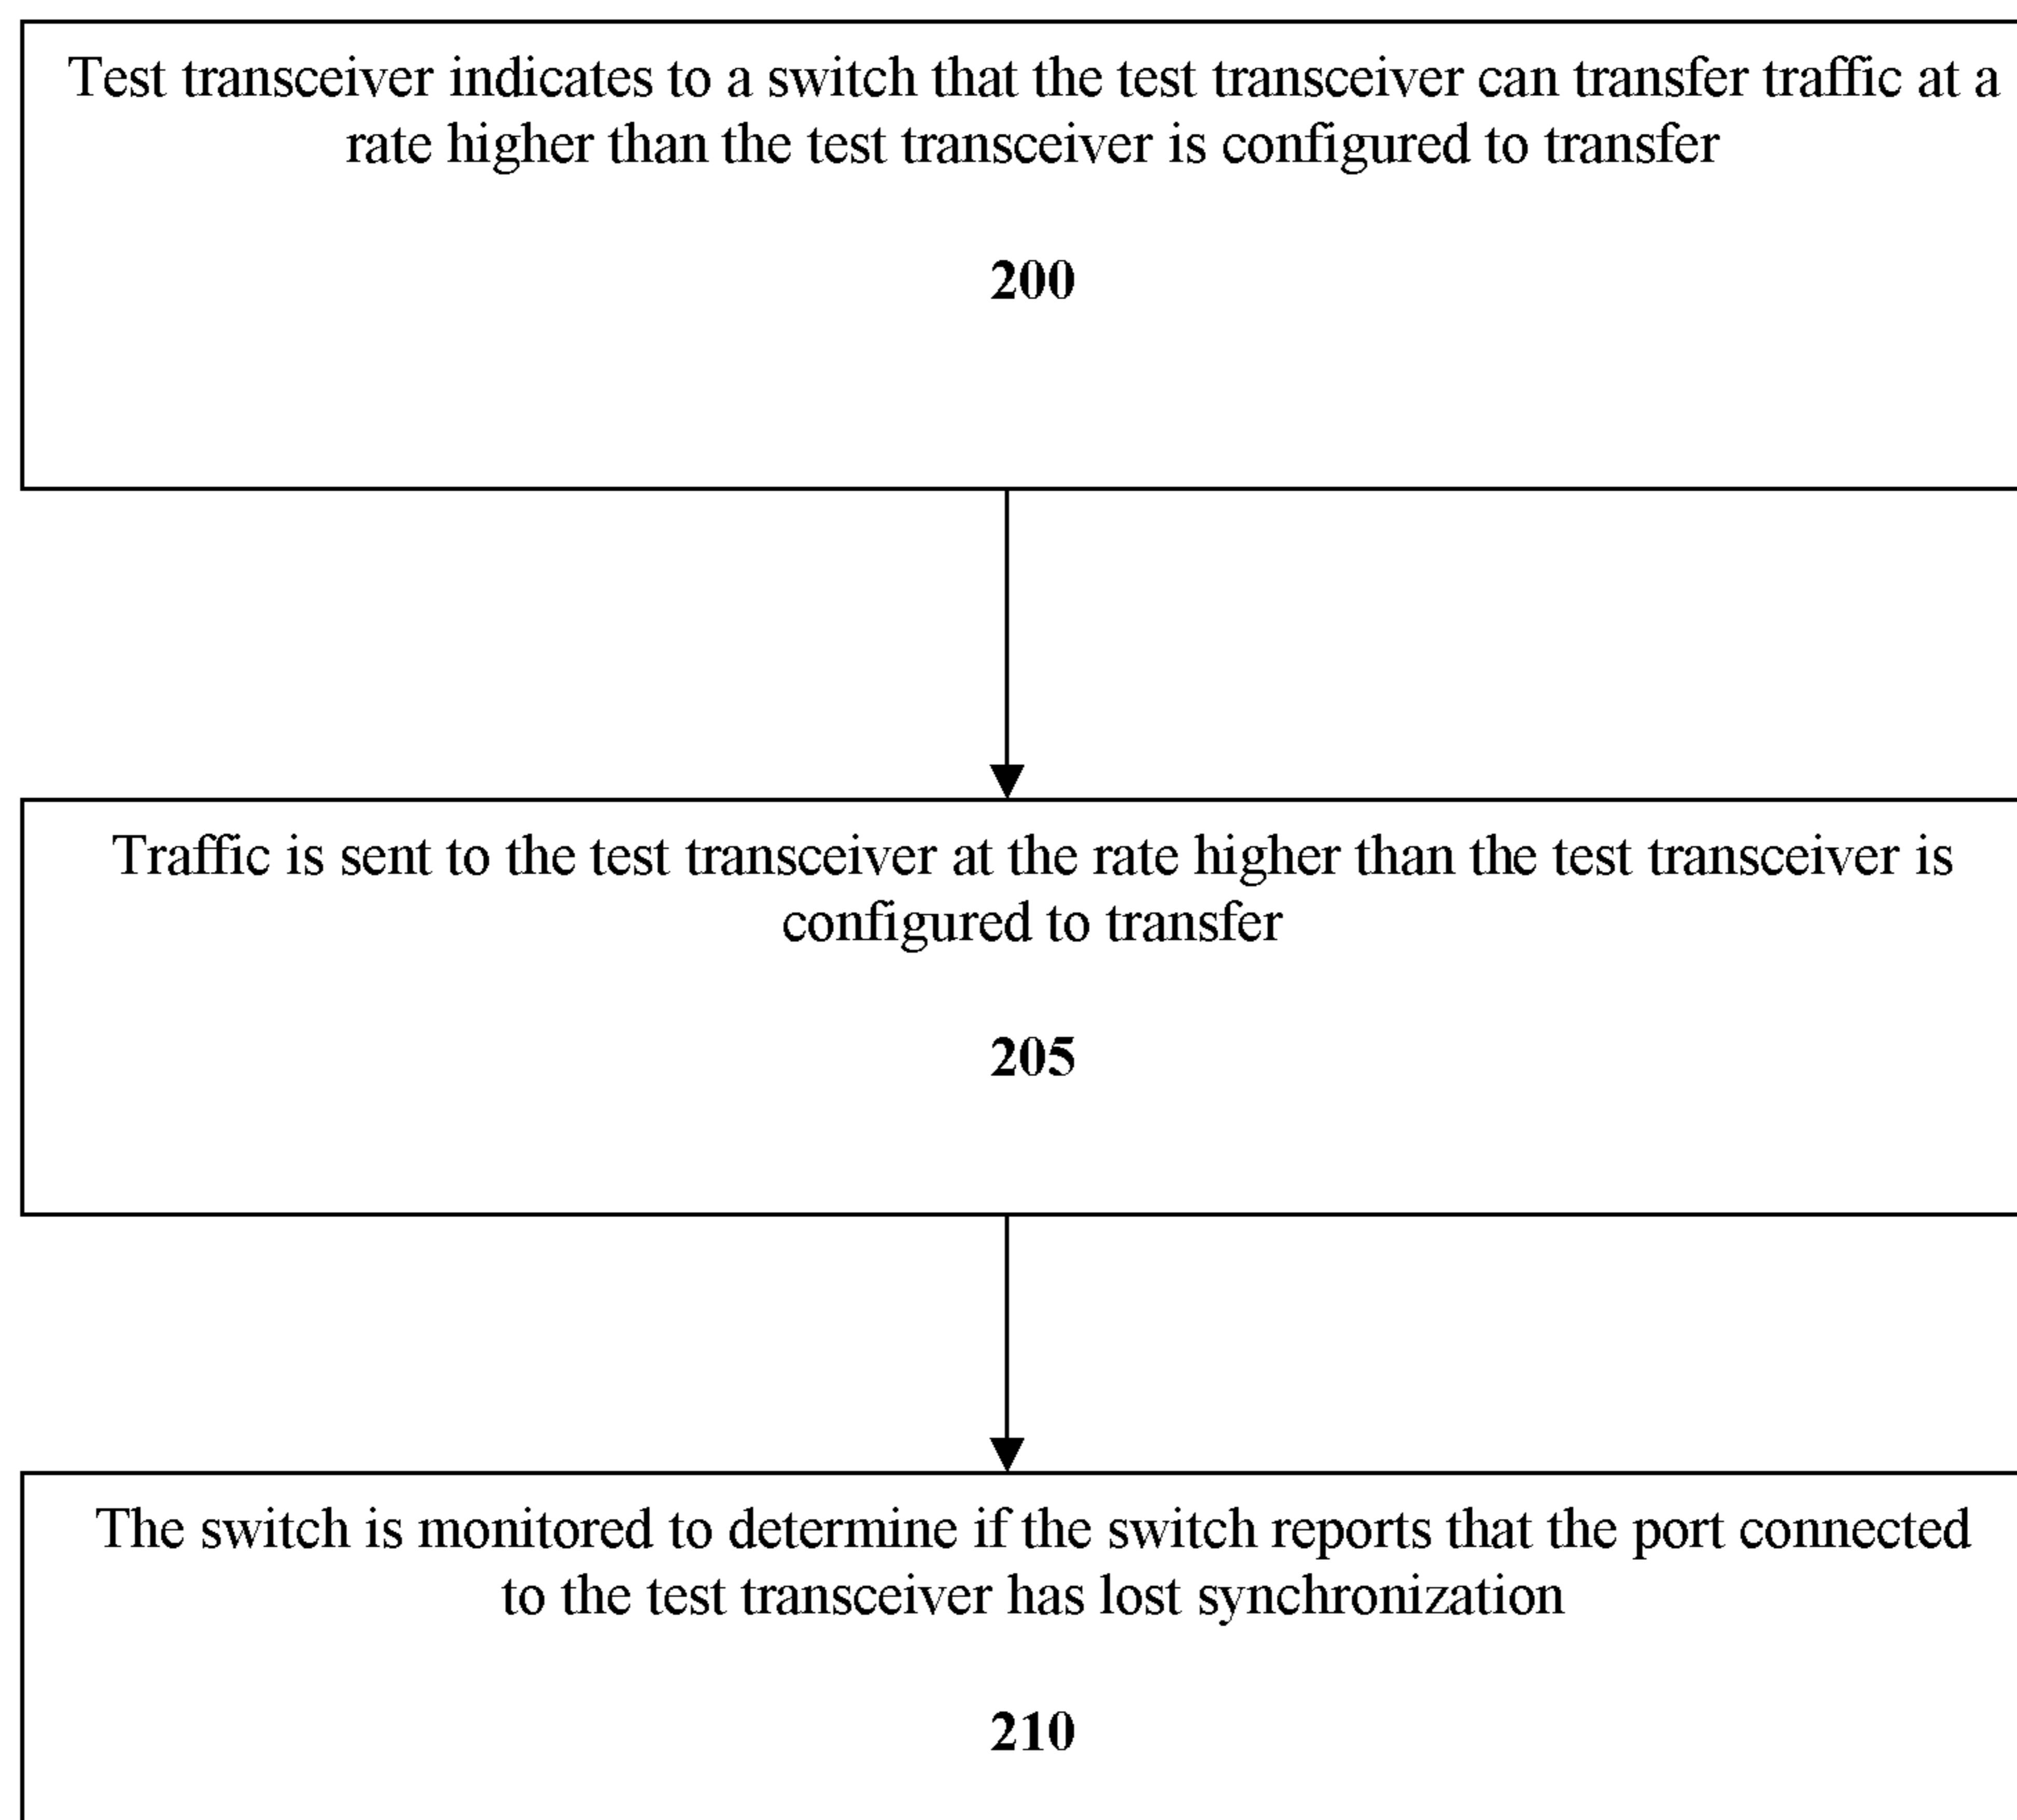 Test transceiver indicates to a switch that the test transceiver can transfer traffic at a
rate higher than the test transceiver is configured to transfer
200
Traffic is sent to the test transceiver at the rate higher than the test transceiver is
configured to transfer
205
The switch is monitored to determine if the switch reports that the port connected
to the test transceiver has lost synchronization
210